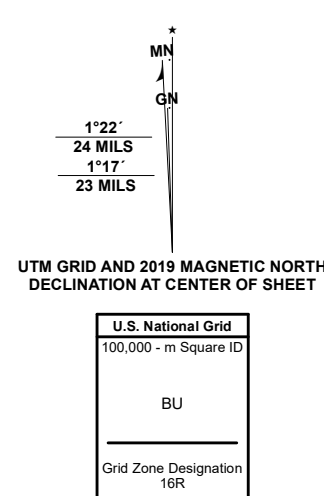 ★
MN
GN
1°22´
24 MILS
1°17´
23 MILS
UTM GRID AND 2019 MAGNETIC NORTH
DECLINATION AT CENTER OF SHEET
U.S. National Grid
100,000 - m Square ID
BU
Grid Zone Designation
16R